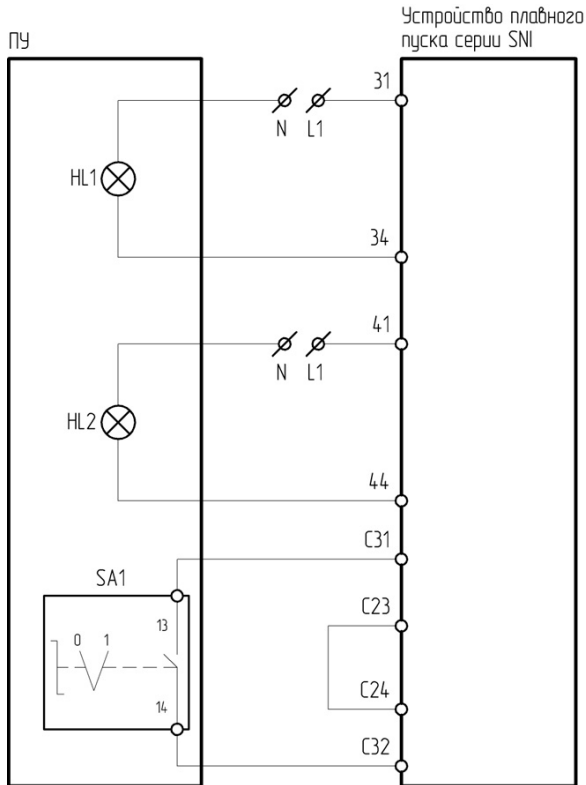 Устройство плавного
пуска серии SNI
ПУ
31
N L1
HL1
34
41
N L1
HL2
44
C31
SA1
C23
13
0 1
C24
14
C32